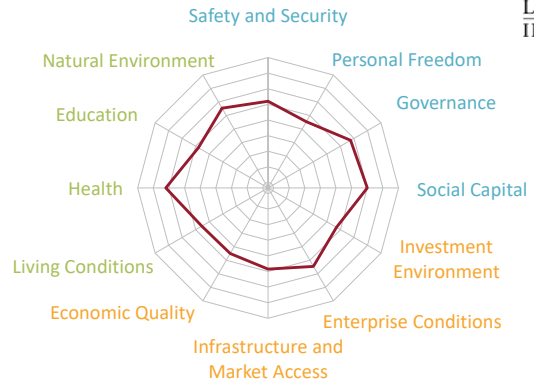 Safety and Security
Natural Environment
Personal Freedom
Education
Governance
Health
Social Capital
Living Conditions
Investment
Environment
Economic Quality
Enterprise Conditions
Infrastructure and
Market Access